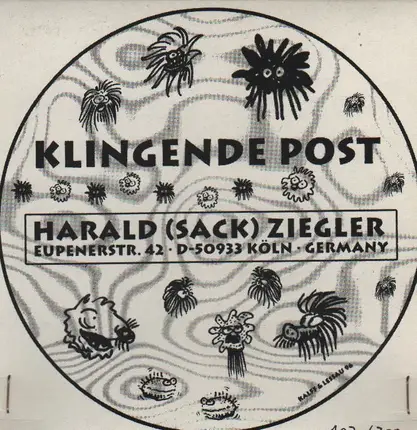 KLINGENDE POST
HARALD (SACK) ZIEGLER
EUPENERSTR. 42 · D-50933 KÖLN · GERMANY